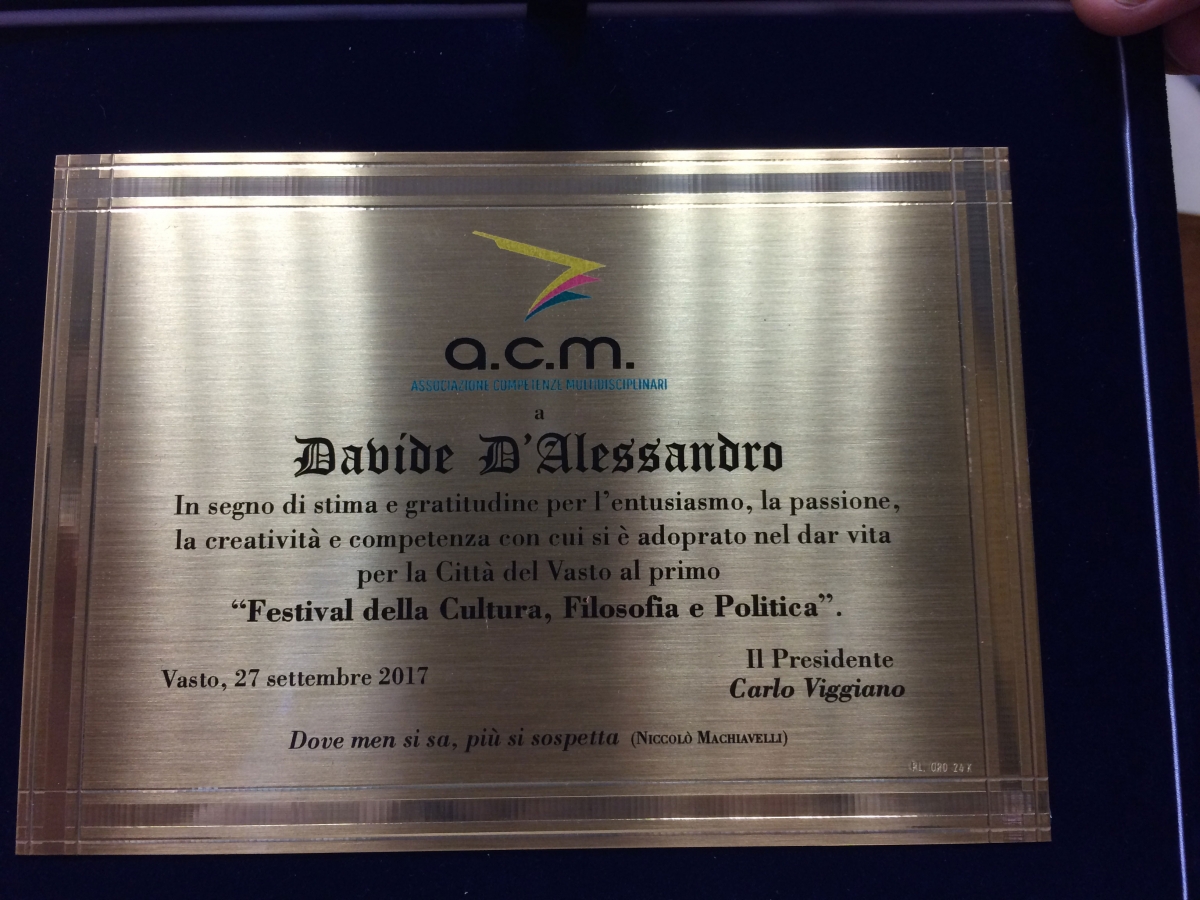 a.c.m.
ASSOCIAZIONE COMPETENZE MULTIDISCIPLINARI
a
Davide D'Alessandro
In segno di stima e gratitudine per l'entusiasmo, la passione,
la creatività e competenza con cui si è adoprato nel dar vita
per la Città del Vasto al primo
“Festival della Cultura, Filosofia e Politica”.
Il Presidente
Vasto, 27 settembre 2017
Carlo Viggiano
Dove men si sa, più si sospetta (Niccolò Machiavelli)
ORO 24 K